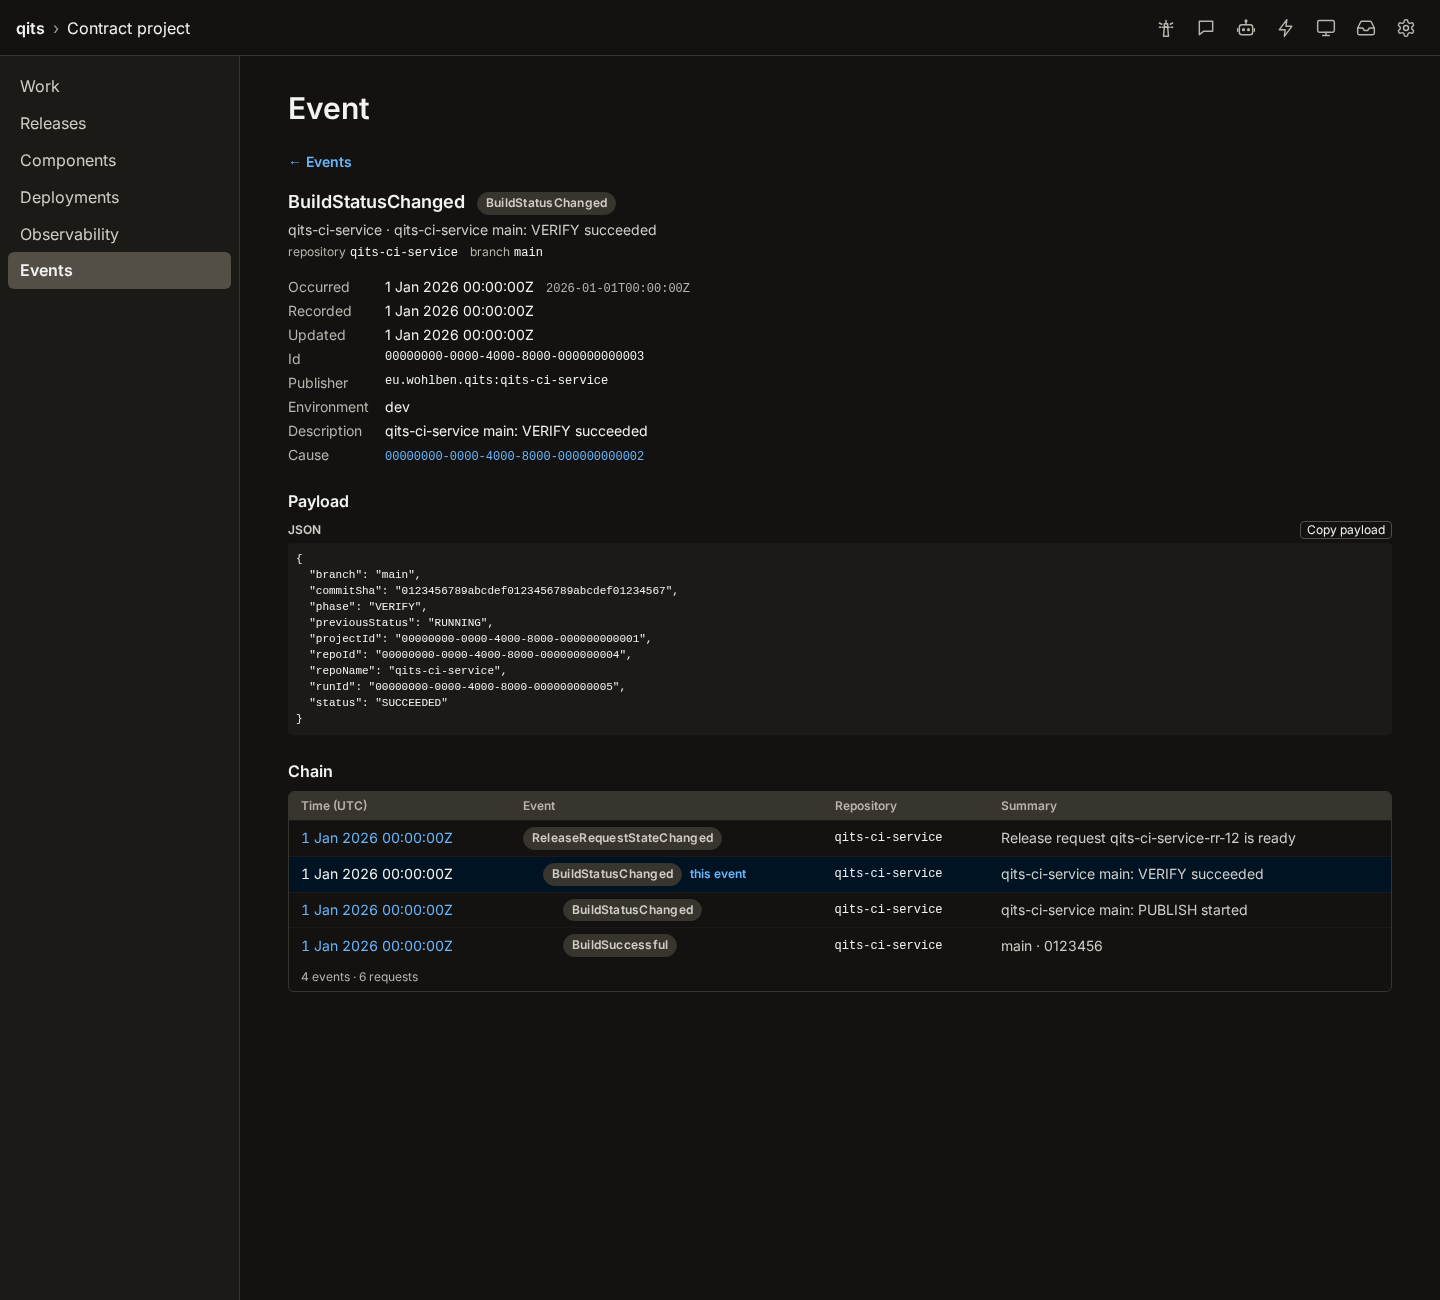 qits › Contract project
Work
Releases
Components
Deployments
Observability
Events
Event
← Events
BuildStatusChanged BuildStatusChanged
qits-ci-service · qits-ci-service main: VERIFY succeeded
repository qits-ci-service branch main
Occurred 1 Jan 2026 00:00:00Z 2026-01-01T00:00:00Z
Recorded 1 Jan 2026 00:00:00Z
Updated 1 Jan 2026 00:00:00Z
Id 00000000-0000-4000-8000-000000000003
Publisher eu.wohlben.qits:qits-ci-service
Environment dev
Description qits-ci-service main: VERIFY succeeded
Cause 00000000-0000-4000-8000-000000000002
Payload
JSON Copy payload
{
"branch": "main",
"commitSha": "0123456789abcdef0123456789abcdef01234567",
"phase": "VERIFY",
"previousStatus": "RUNNING",
"projectId": "00000000-0000-4000-8000-000000000001",
"repoId": "00000000-0000-4000-8000-000000000004",
"repoName": "qits-ci-service",
"runId": "00000000-0000-4000-8000-000000000005",
"status": "SUCCEEDED"
}
Chain
Time (UTC) Event Repository Summary
1 Jan 2026 00:00:00Z ReleaseRequestStateChanged qits-ci-service Release request qits-ci-service-rr-12 is ready
1 Jan 2026 00:00:00Z BuildStatusChanged this event qits-ci-service qits-ci-service main: VERIFY succeeded
1 Jan 2026 00:00:00Z BuildStatusChanged qits-ci-service qits-ci-service main: PUBLISH started
1 Jan 2026 00:00:00Z BuildSuccessful qits-ci-service main · 0123456
4 events · 6 requests